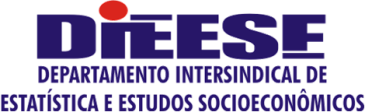 DIEESE
DEPARTAMENTO INTERSINDICAL DE
ESTATÍSTICA E ESTUDOS SOCIOECONÔMICOS